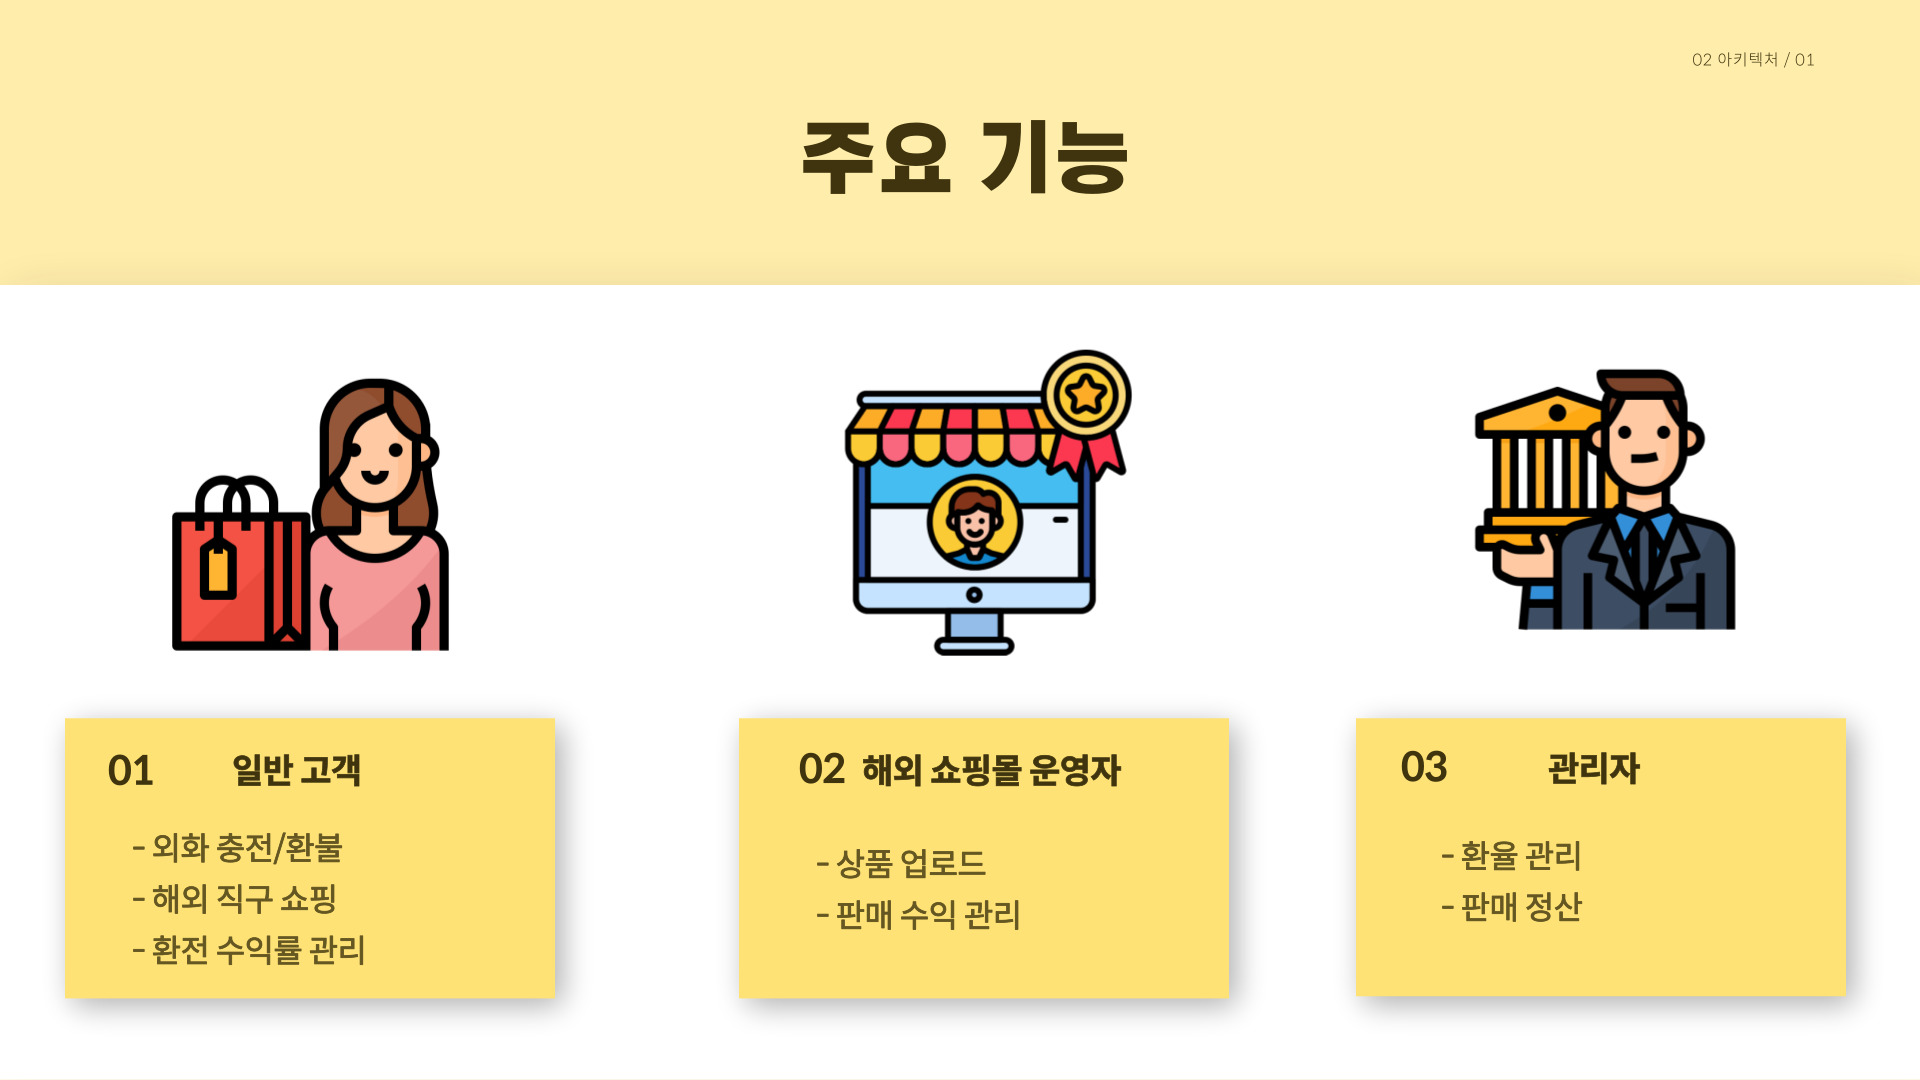 02 아키텍처 / 01
주요 기능
01 일반 고객
- 외화 충전/환불
- 해외 직구 쇼핑
- 환전 수익률 관리
02 해외 쇼핑몰 운영자
- 상품 업로드
- 판매 수익 관리
03 관리자
- 환율 관리
- 판매 정산